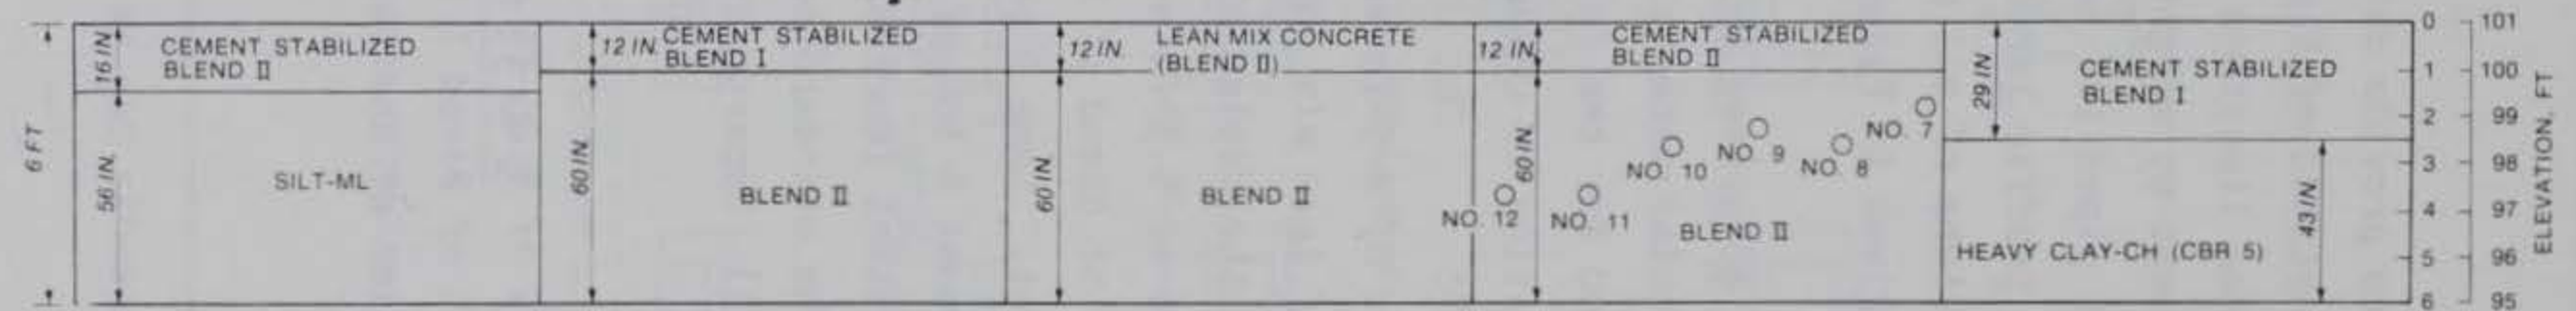 6 FT
16 IN
CEMENT STABILIZED
BLEND II
56 IN.
SILT-ML
12 IN.
CEMENT STABILIZED
BLEND I
60 IN.
BLEND II
12 IN.
LEAN MIX CONCRETE
(BLEND II)
60 IN.
BLEND II
12 IN.
CEMENT STABILIZED
BLEND II
60 IN.
NO. 7
NO. 8
NO. 9
NO. 10
NO. 11
NO. 12
BLEND II
29 IN
CEMENT STABILIZED
BLEND I
43 IN
HEAVY CLAY-CH (CBR 5)
0 101
1 100
2 99
3 98
4 97
5 96
6 95
ELEVATION, FT